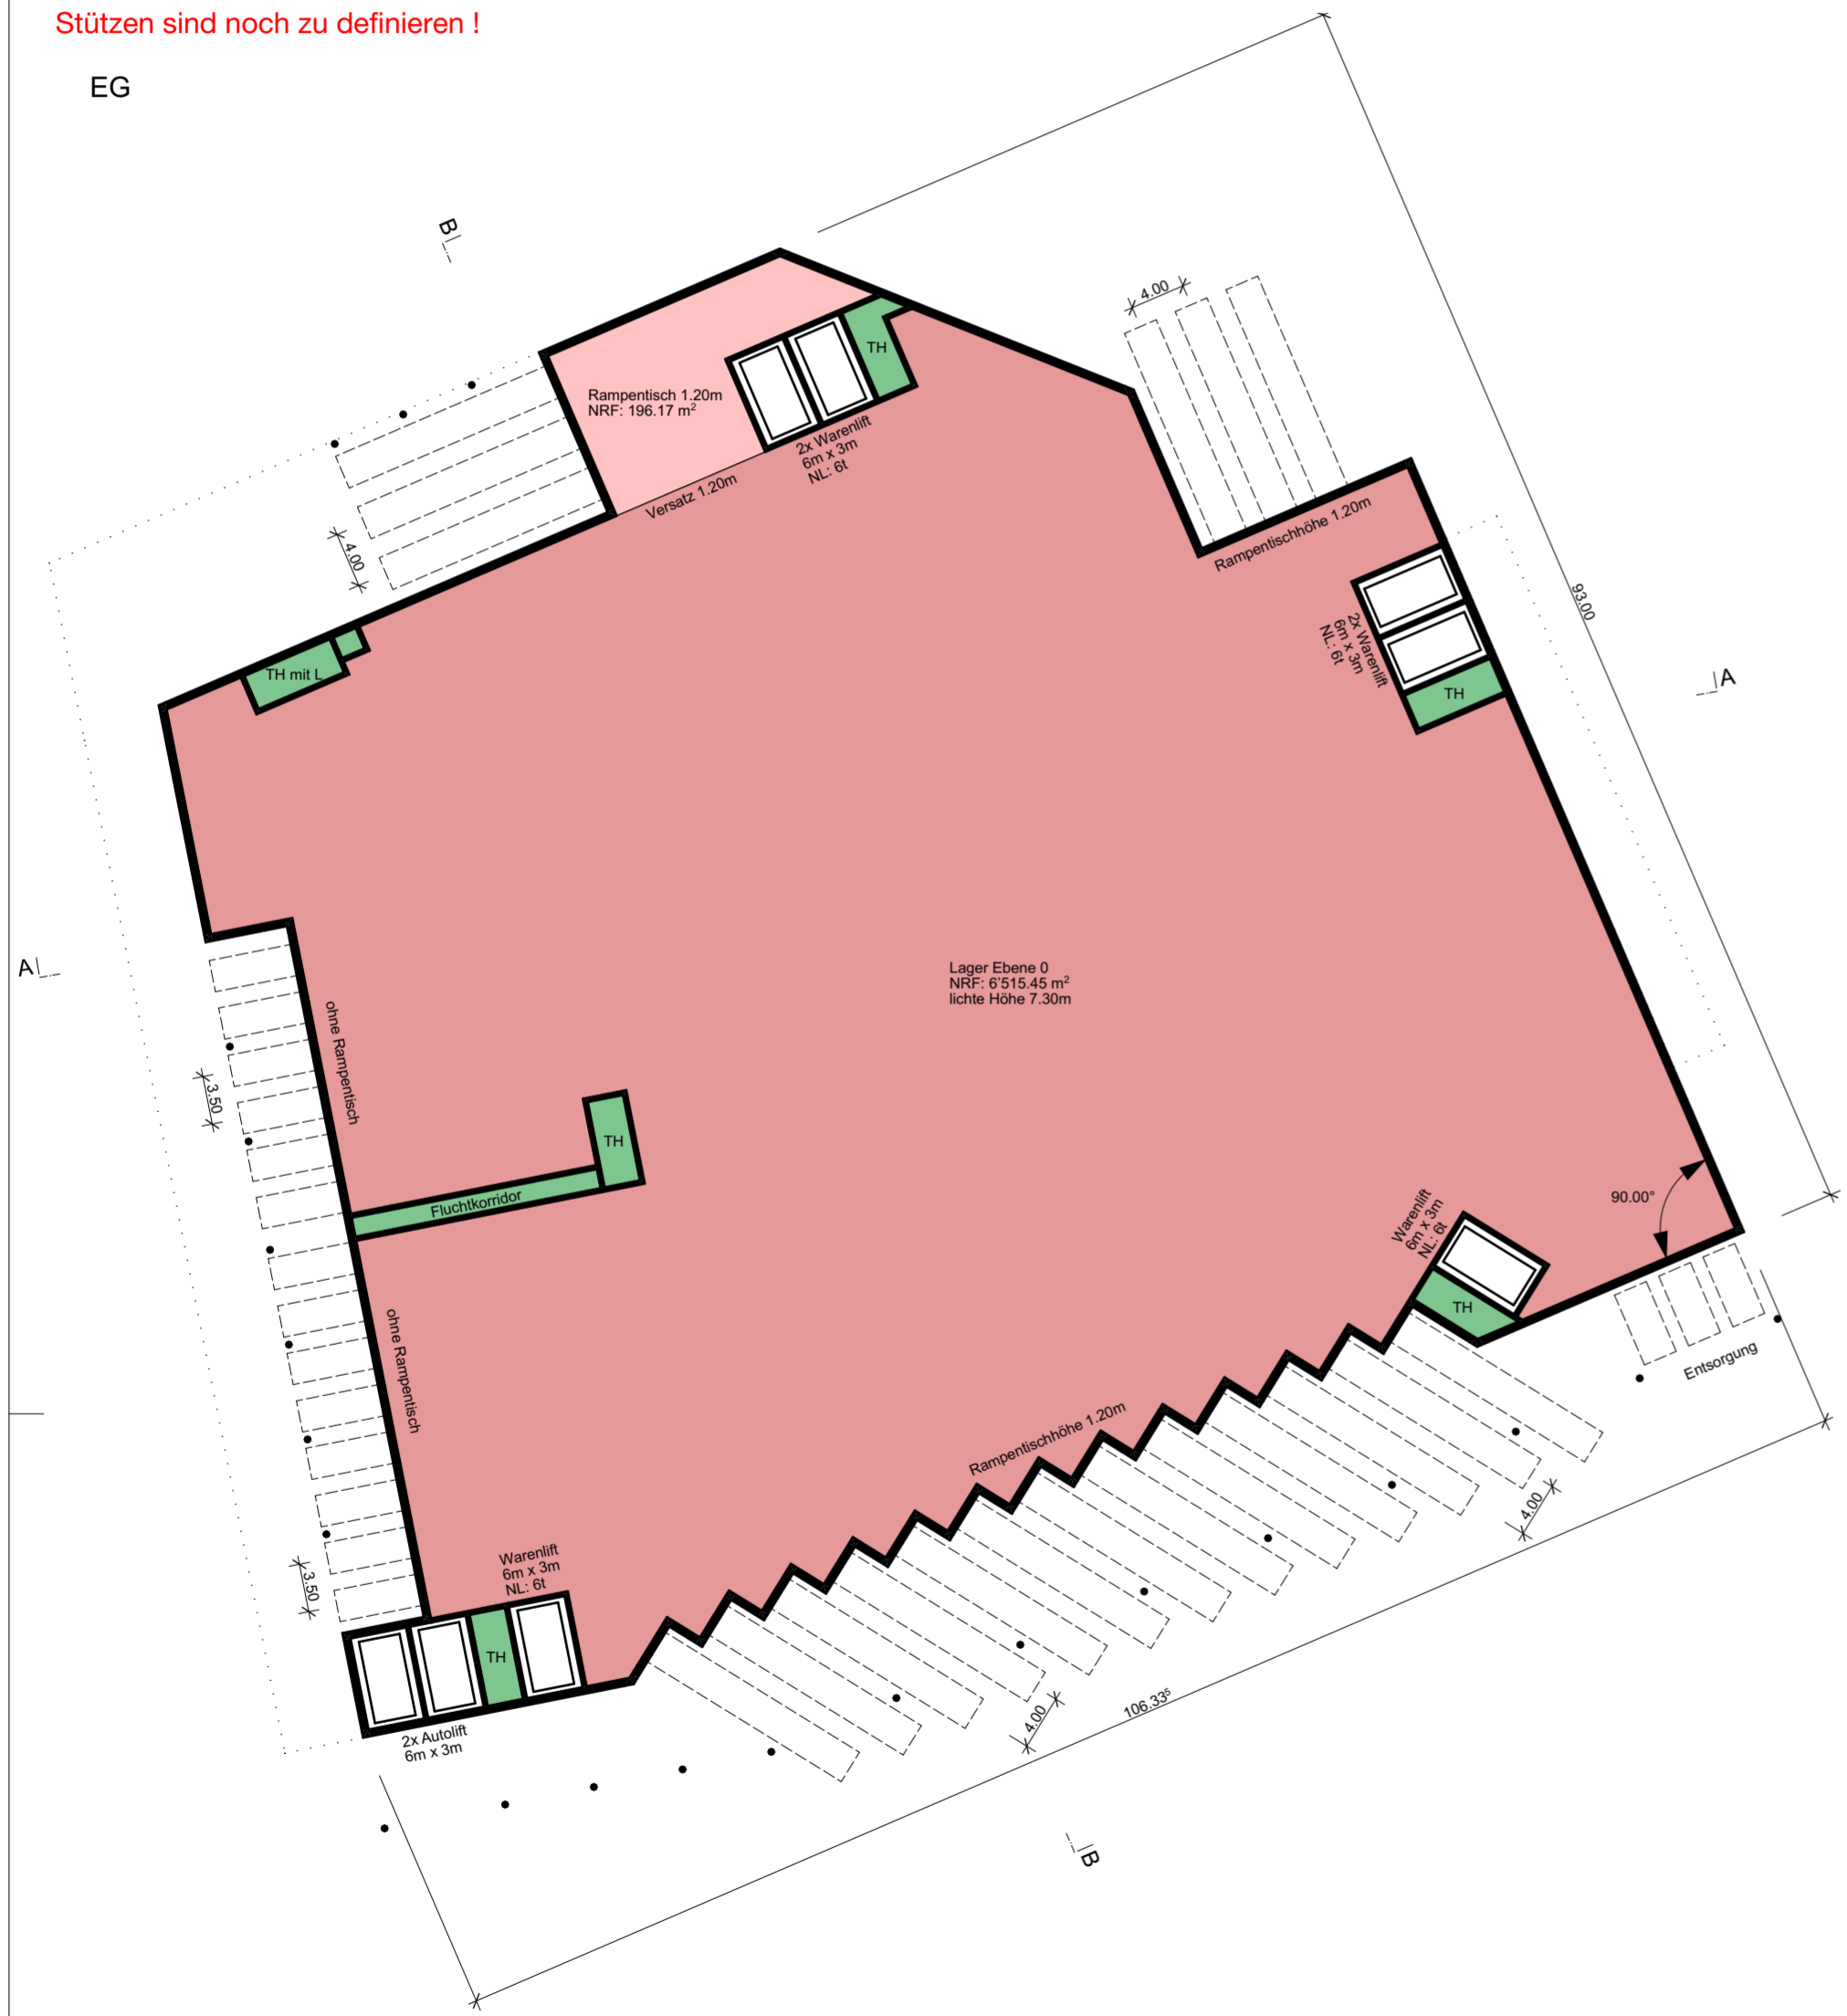 Stützen sind noch zu definieren !
EG
B
4.00
TH
Rampentisch 1.20m
NRF: 196.17 m²
2x Warenlift
6m x 3m
NL: 6t
Versatz 1.20m
Rampentischhöhe 1.20m
4.00
93.00
2x Warenlift
6m x 3m
NL: 6t
TH mit L
TH
A
A
Lager Ebene 0
NRF: 6'515.45 m²
lichte Höhe 7.30m
ohne Rampentisch
3.50
TH
Fluchtkorridor
90.00°
Warenlift
6m x 3m
NL: 6t
TH
ohne Rampentisch
Entsorgung
Rampentischhöhe 1.20m
4.00
Warenlift
6m x 3m
NL: 6t
3.50
TH
2x Autolift
6m x 3m
4.00
106.33⁵
B